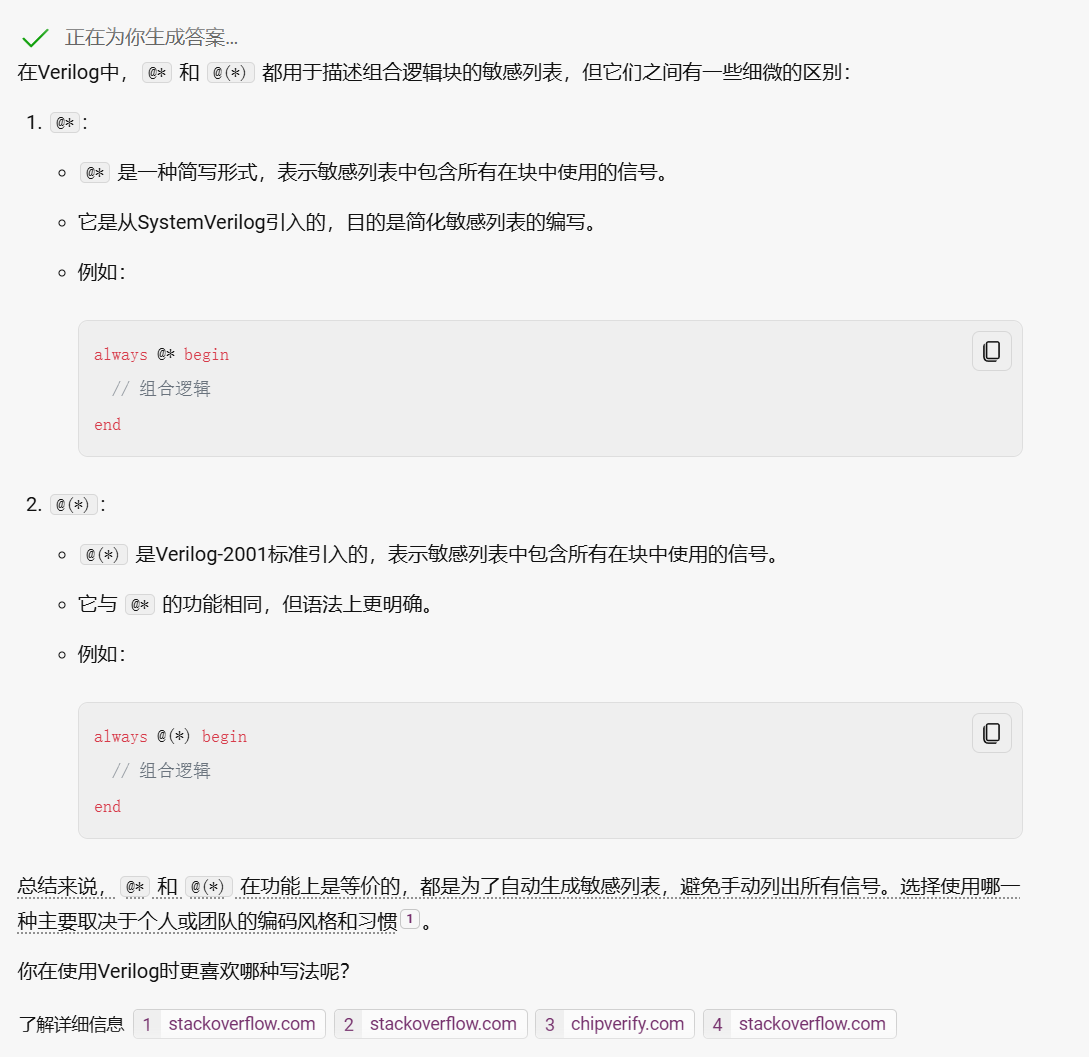 正在为你生成答案...
在Verilog中， @* 和 @(*) 都用于描述组合逻辑块的敏感列表，但它们之间有一些细微的区别：
1. @*：
◦ @* 是一种简写形式，表示敏感列表中包含所有在块中使用的信号。
◦ 它是从SystemVerilog引入的，目的是简化敏感列表的编写。
◦ 例如：
always @* begin
// 组合逻辑
end
2. @(*)：
◦ @(*) 是Verilog-2001标准引入的，表示敏感列表中包含所有在块中使用的信号。
◦ 它与 @* 的功能相同，但语法上更明确。
◦ 例如：
always @(*) begin
// 组合逻辑
end
总结来说， @* 和 @(*) 在功能上是等价的，都是为了自动生成敏感列表，避免手动列出所有信号。选择使用哪一
种主要取决于个人或团队的编码风格和习惯 1 。
你在使用Verilog时更喜欢哪种写法呢？
了解详细信息 1 stackoverflow.com 2 stackoverflow.com 3 chipverify.com 4 stackoverflow.com